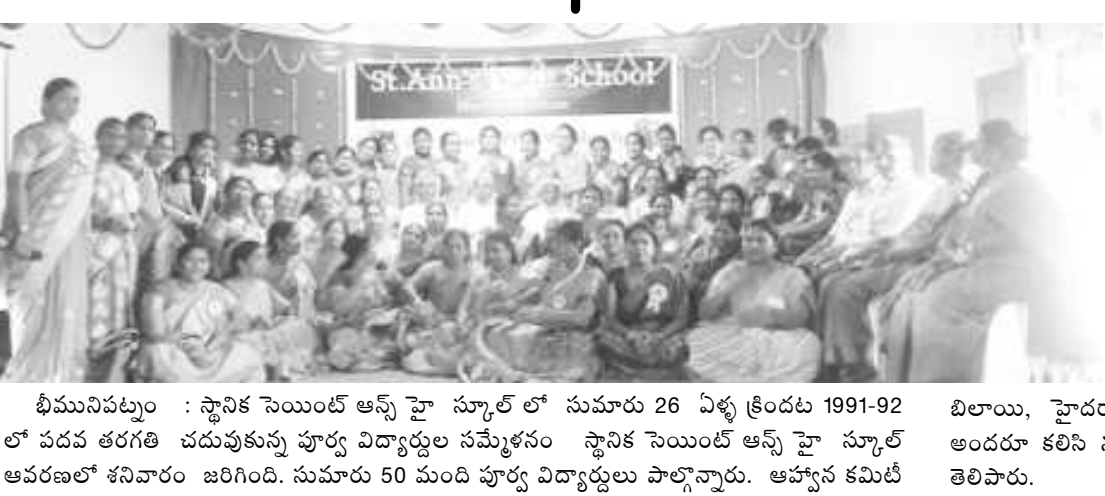 St.Ann's High School
భీమునిపట్నం : స్థానిక సెయింట్ ఆన్స్ హై స్కూల్ లో సుమారు 26 ఏళ్ళ క్రిందట 1991-92
లో పదవ తరగతి చదువుకున్న పూర్వ విద్యార్ధుల సమ్మేళనం స్థానిక సెయింట్ ఆన్స్ హై స్కూల్
ఆవరణలో శనివారం జరిగింది. సుమారు 50 మంది పూర్వ విద్యార్ధులు పాల్గొన్నారు. ఆహ్వాన కమిటీ
బిలాయి,
అందరూ కలిసి
తెలిపారు.